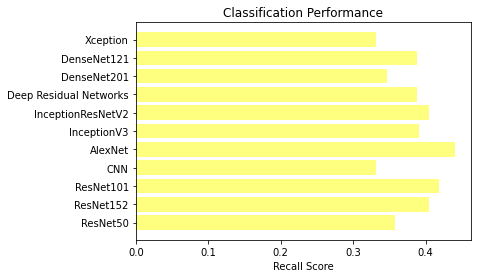 Classification Performance
Xception
DenseNet121
DenseNet201
Deep Residual Networks
InceptionResNetV2
InceptionV3
AlexNet
CNN
ResNet101
ResNet152
ResNet50
0.0 0.1 0.2 0.3 0.4
Recall Score